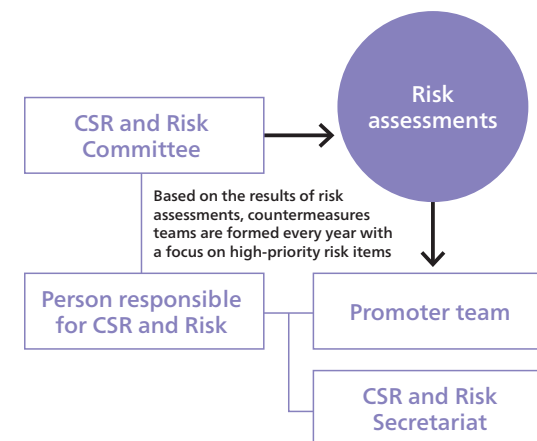 Risk
assessments
CSR and Risk
Committee
Based on the results of risk
assessments, countermeasures
teams are formed every year with
a focus on high-priority risk items
Person responsible
for CSR and Risk
Promoter team
CSR and Risk
Secretariat